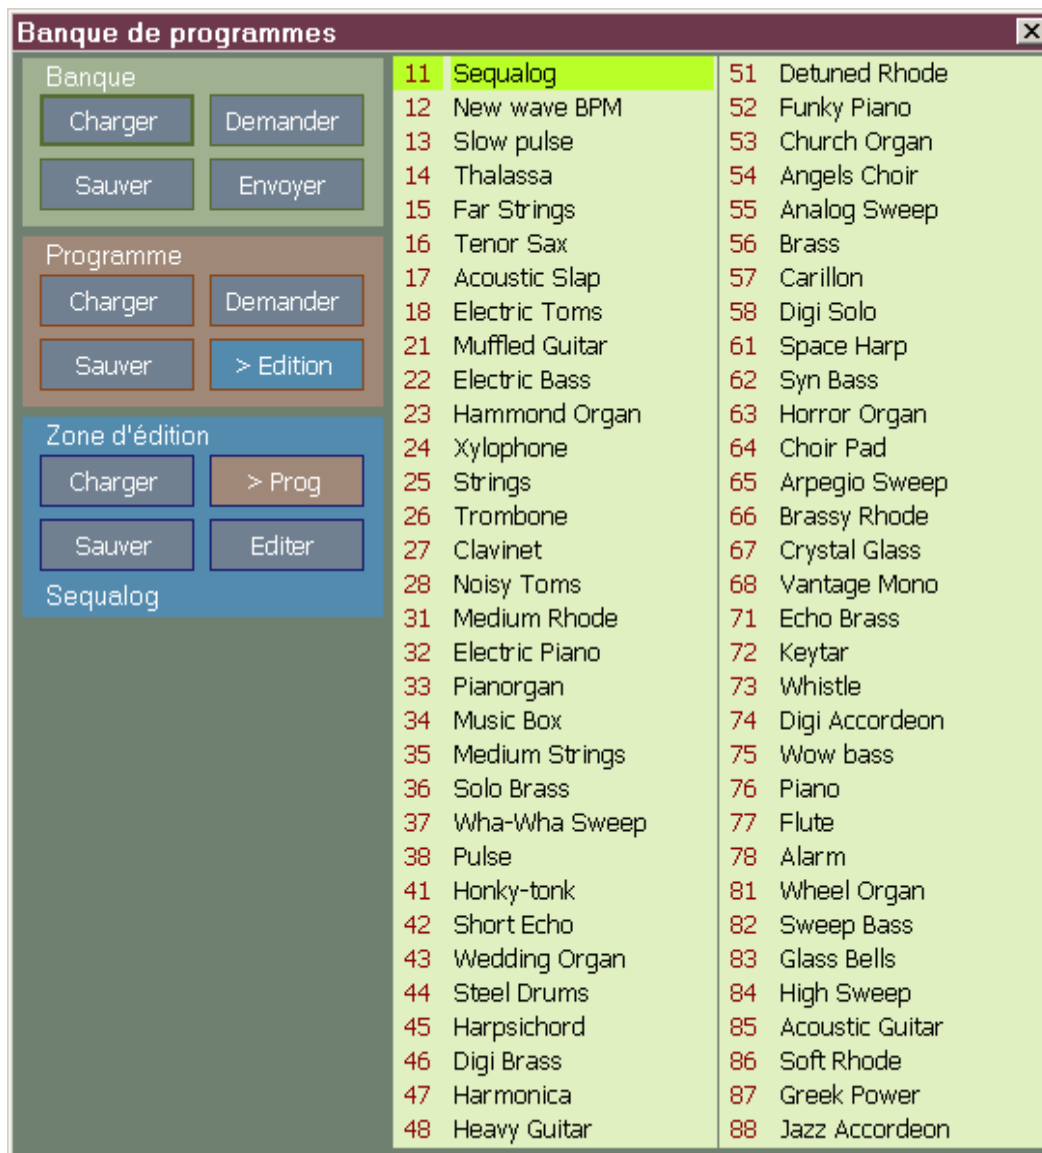 Banque de programmes
Banque
Charger Demander
Sauver Envoyer
Programme
Charger Demander
Sauver > Edition
Zone d'édition
Charger > Prog
Sauver Editer
Sequalog
11 Sequalog
12 New wave BPM
13 Slow pulse
14 Thalassa
15 Far Strings
16 Tenor Sax
17 Acoustic Slap
18 Electric Toms
21 Muffled Guitar
22 Electric Bass
23 Hammond Organ
24 Xylophone
25 Strings
26 Trombone
27 Clavinet
28 Noisy Toms
31 Medium Rhode
32 Electric Piano
33 Pianorgan
34 Music Box
35 Medium Strings
36 Solo Brass
37 Wha-Wha Sweep
38 Pulse
41 Honky-tonk
42 Short Echo
43 Wedding Organ
44 Steel Drums
45 Harpsichord
46 Digi Brass
47 Harmonica
48 Heavy Guitar
51 Detuned Rhode
52 Funky Piano
53 Church Organ
54 Angels Choir
55 Analog Sweep
56 Brass
57 Carillon
58 Digi Solo
61 Space Harp
62 Syn Bass
63 Horror Organ
64 Choir Pad
65 Arpegio Sweep
66 Brassy Rhode
67 Crystal Glass
68 Vantage Mono
71 Echo Brass
72 Keytar
73 Whistle
74 Digi Accordeon
75 Wow bass
76 Piano
77 Flute
78 Alarm
81 Wheel Organ
82 Sweep Bass
83 Glass Bells
84 High Sweep
85 Acoustic Guitar
86 Soft Rhode
87 Greek Power
88 Jazz Accordeon